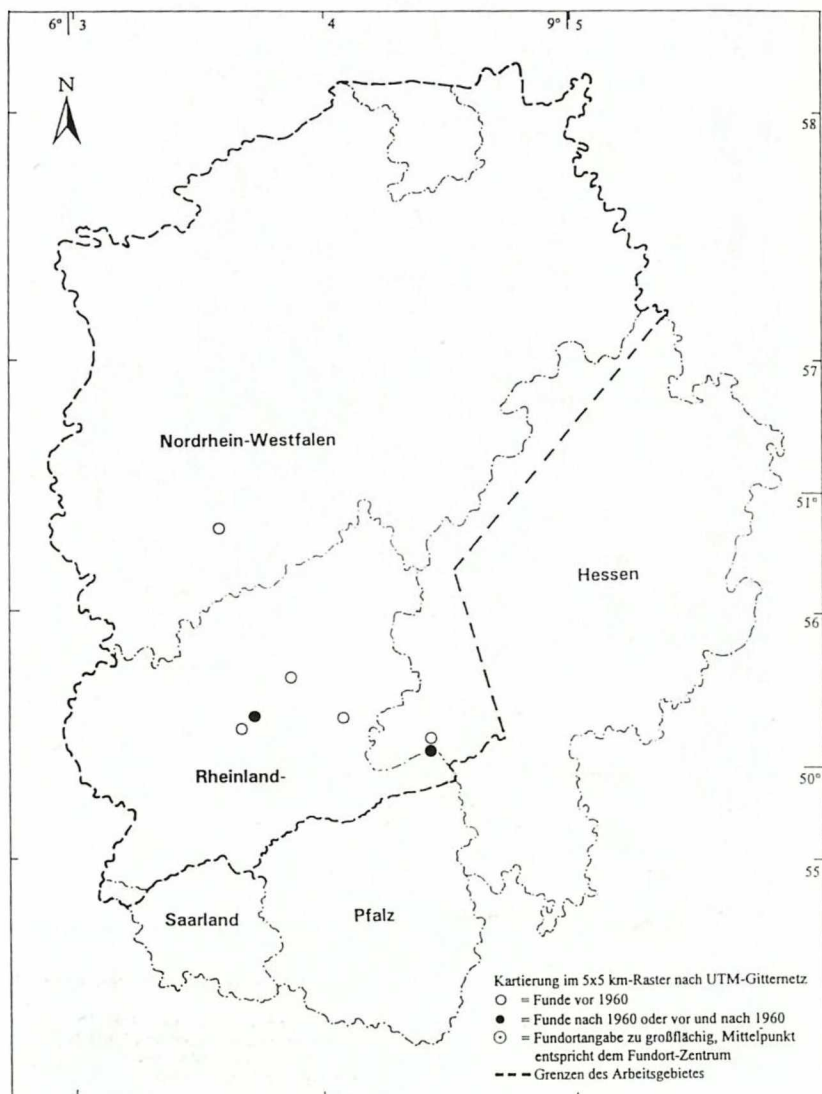 6° 3 4 9° 5
N
58
57
Nordrhein-Westfalen
51°
Hessen
56
Rheinland-
50°
55
Saarland
Pfalz
Kartierung im 5x5 km-Raster nach UTM-Gitternetz
○ = Funde vor 1960
● = Funde nach 1960 oder vor und nach 1960
⊙ = Fundortangabe zu großflächig, Mittelpunkt
entspricht dem Fundort-Zentrum
--- Grenzen des Arbeitsgebietes